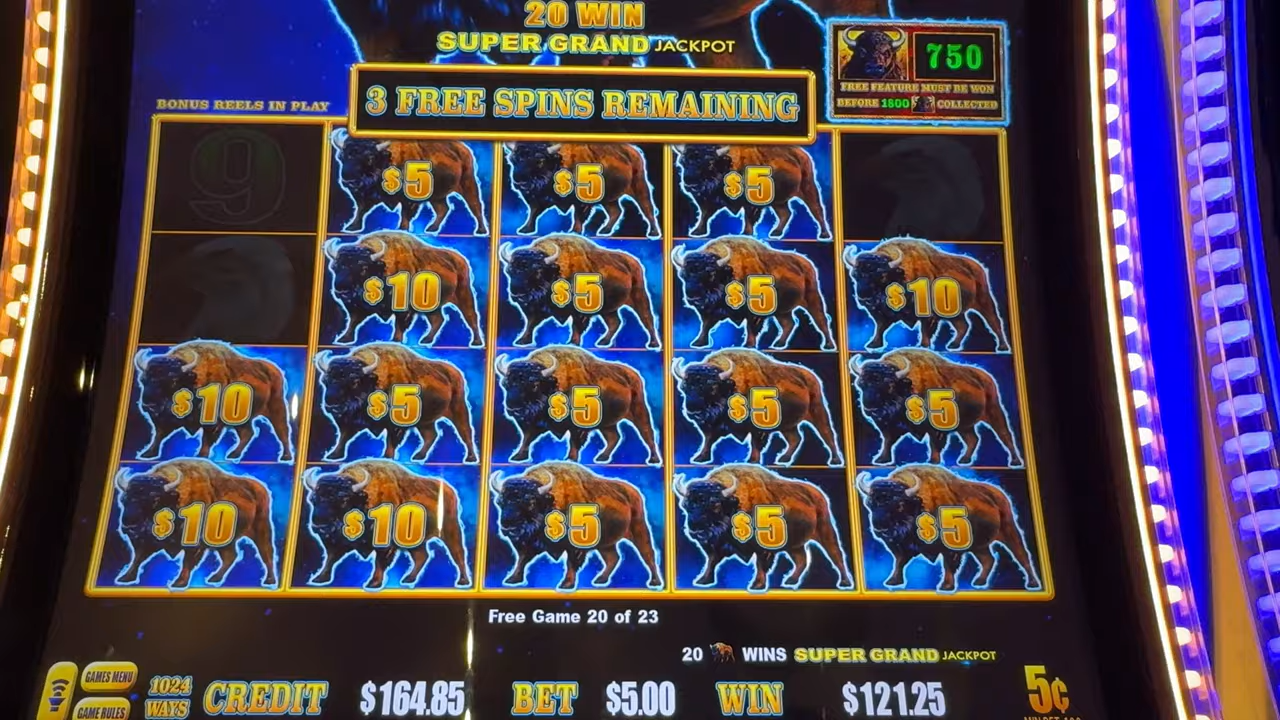 20 WIN
SUPER GRAND JACKPOT
750
FREE FEATURE MUST BE WON
BEFORE 1800 COLLECTED
BONUS REELS IN PLAY
3 FREE SPINS REMAINING
9 $5 $5 $5
$10 $5 $5 $10
$10 $5 $5 $5 $5
$10 $10 $5 $5 $5
Free Game 20 of 23
20 WINS SUPER GRAND JACKPOT
GAMES MENU
GAME RULES
1024 WAYS
CREDIT $164.85 BET $5.00 WIN $121.25
5¢